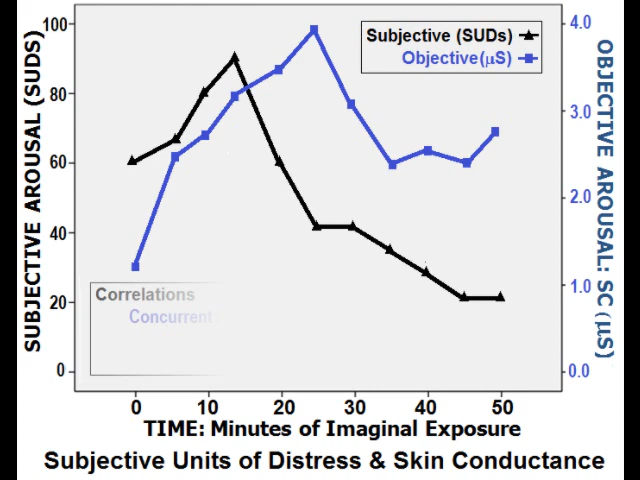 100
80
60
40
20
0
SUBJECTIVE AROUSAL (SUDS)
Subjective (SUDs)
Objective(µS)
4.0
3.0
2.0
1.0
0.0
OBJECTIVE AROUSAL: SC (µS)
Correlations
Concurrent
0 10 20 30 40 50
TIME: Minutes of Imaginal Exposure
Subjective Units of Distress & Skin Conductance